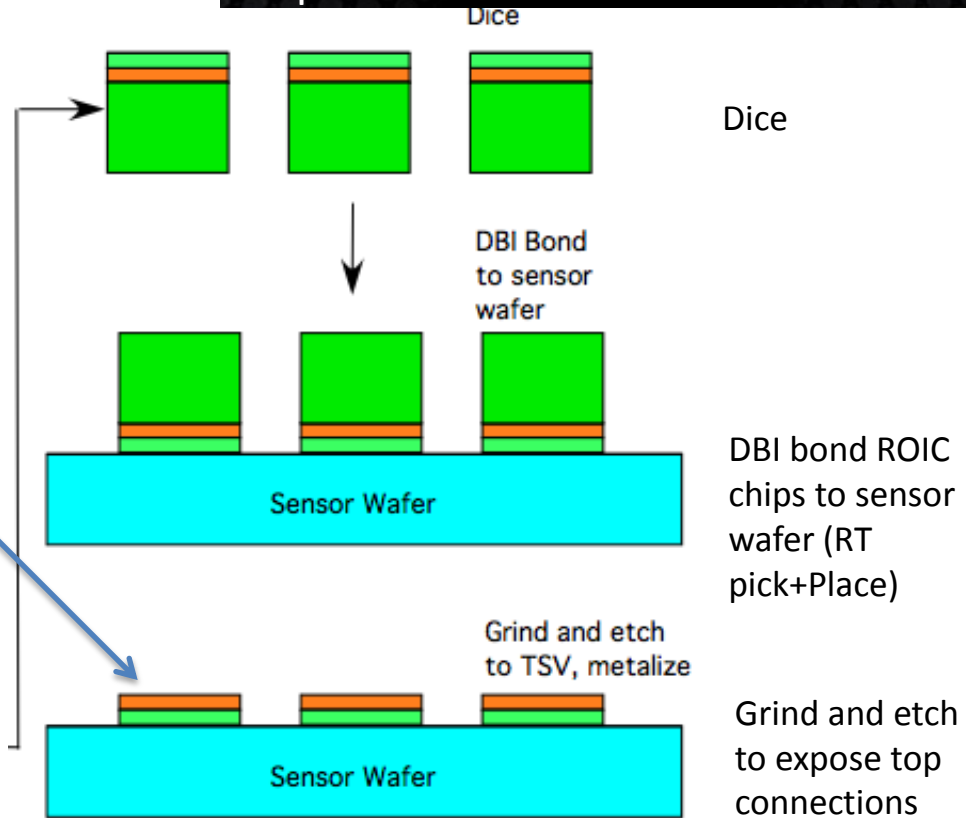 Dice
Dice
DBI Bond
to sensor
wafer
Sensor Wafer
DBI bond ROIC
chips to sensor
wafer (RT
pick+Place)
Grind and etch
to TSV, metalize
Sensor Wafer
Grind and etch
to expose top
connections